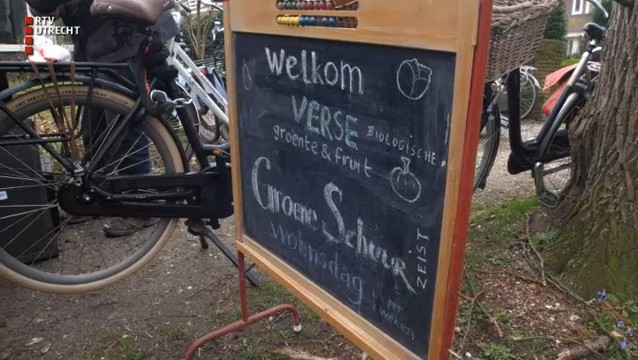 RTV
UTRECHT
Welkom
VERSE
BIOLOGISCHE
groente & fruit
Groene Schuur
ZEIST
woensdag